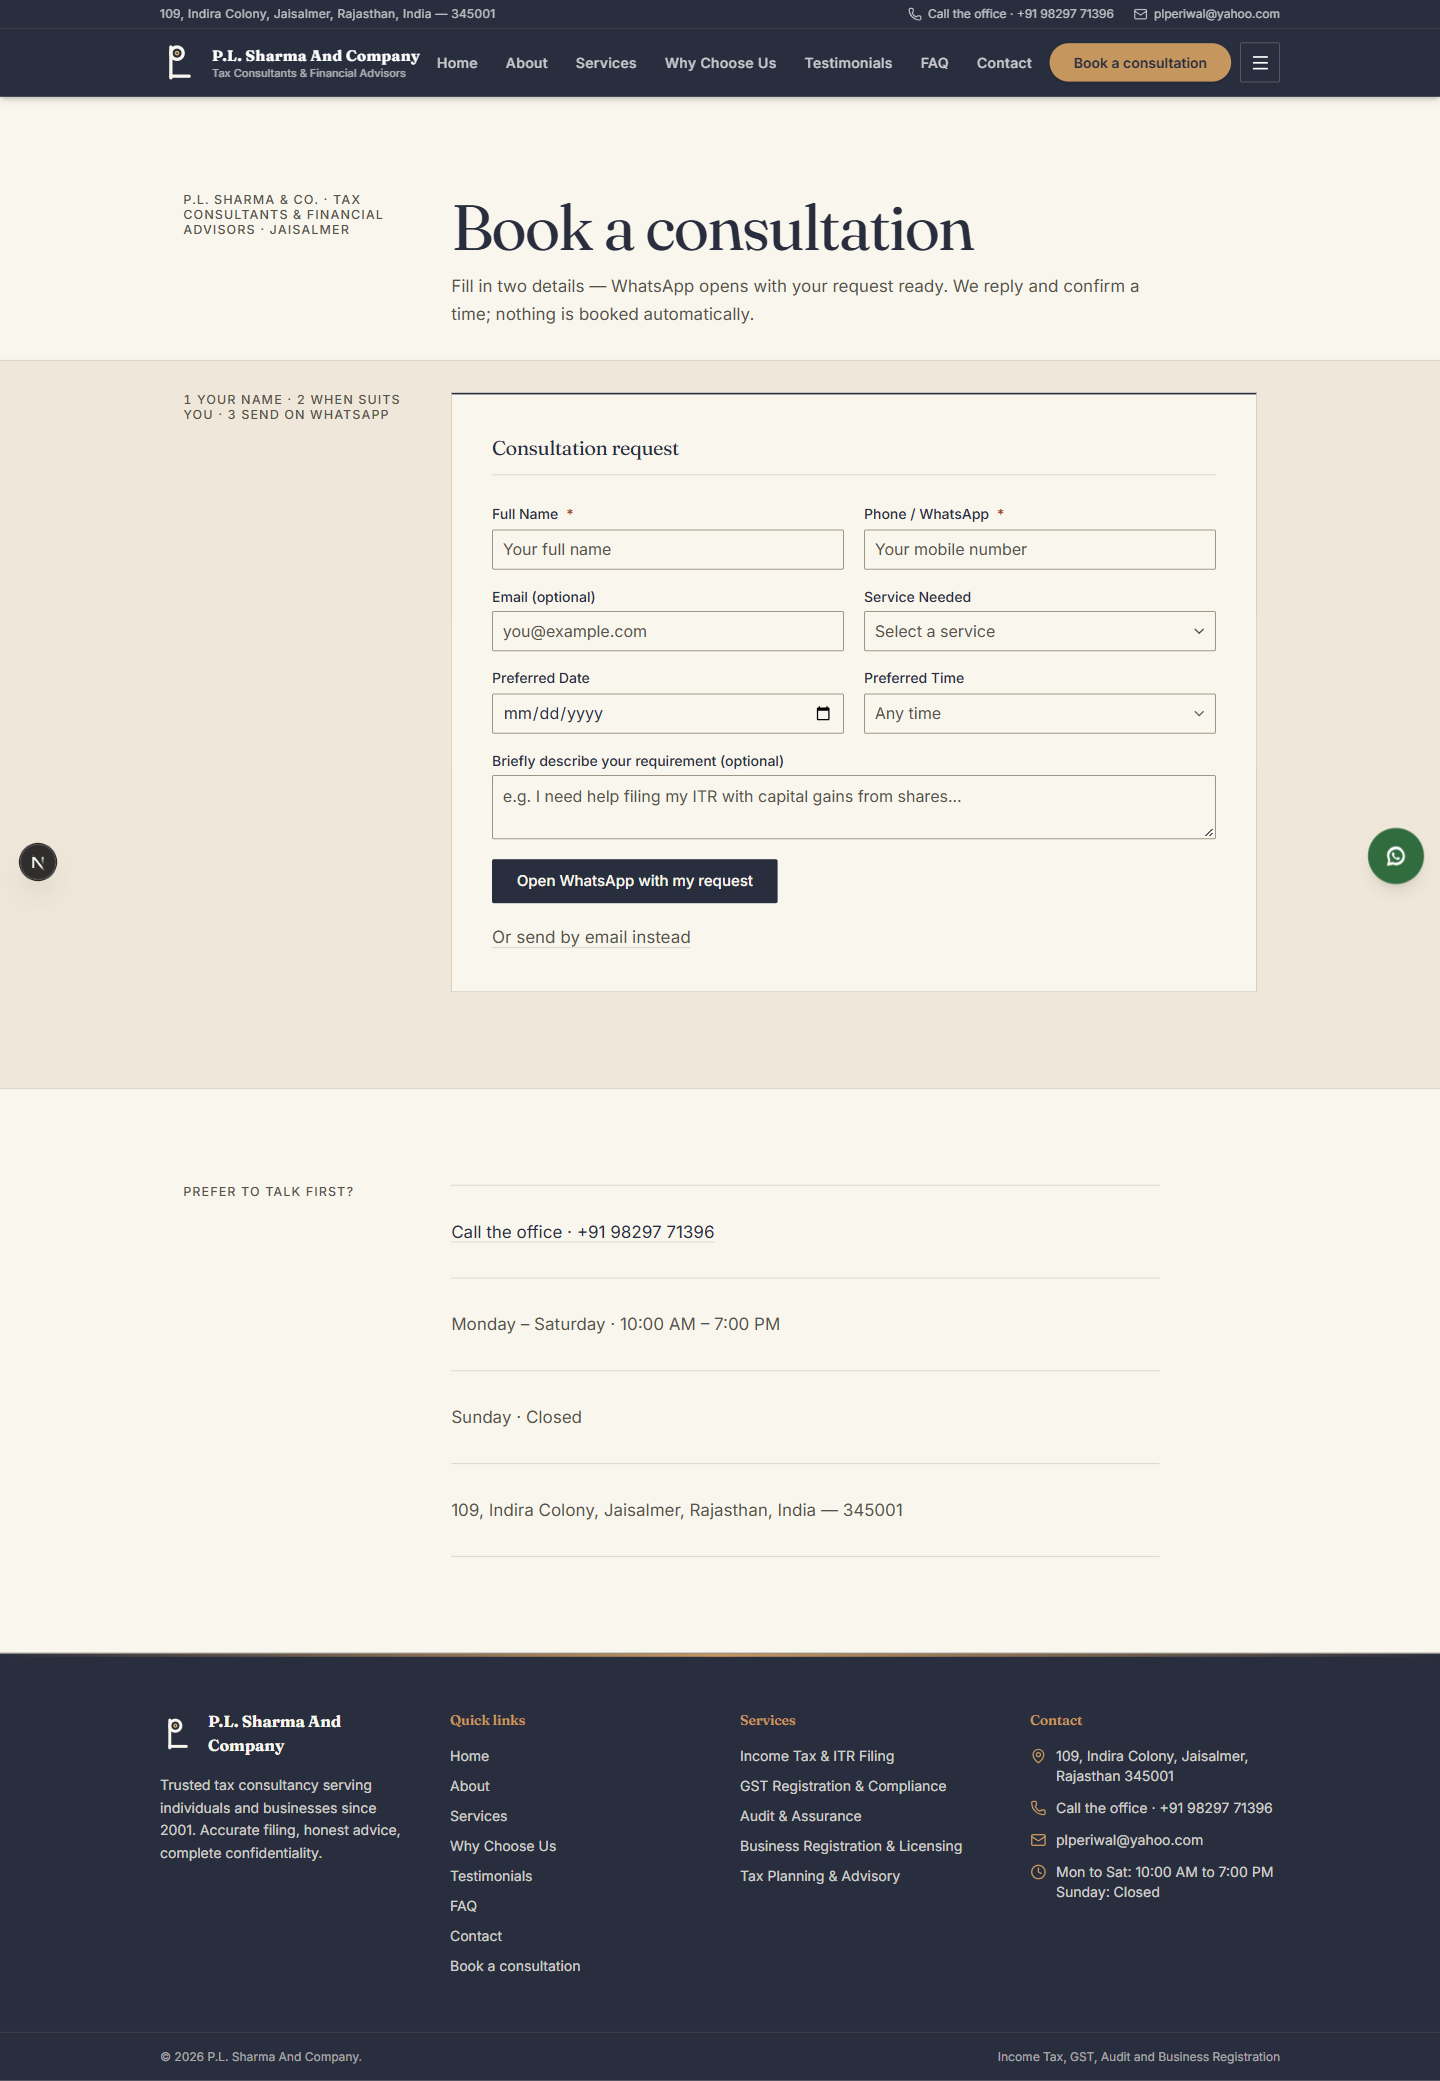 109, Indira Colony, Jaisalmer, Rajasthan, India — 345001
Call the office · +91 98297 71396
plperiwal@yahoo.com
P.L. Sharma And Company
Tax Consultants & Financial Advisors
Home
About
Services
Why Choose Us
Testimonials
FAQ
Contact
Book a consultation
P.L. SHARMA & CO. · TAX
CONSULTANTS & FINANCIAL
ADVISORS · JAISALMER
Book a consultation
Fill in two details — WhatsApp opens with your request ready. We reply and confirm a
time; nothing is booked automatically.
1 YOUR NAME · 2 WHEN SUITS
YOU · 3 SEND ON WHATSAPP
Consultation request
Full Name *
Your full name
Phone / WhatsApp *
Your mobile number
Email (optional)
you@example.com
Service Needed
Select a service
Preferred Date
mm/dd/yyyy
Preferred Time
Any time
Briefly describe your requirement (optional)
e.g. I need help filing my ITR with capital gains from shares...
Open WhatsApp with my request
Or send by email instead
N
PREFER TO TALK FIRST?
Call the office · +91 98297 71396
Monday – Saturday · 10:00 AM – 7:00 PM
Sunday · Closed
109, Indira Colony, Jaisalmer, Rajasthan, India — 345001
P.L. Sharma And
Company
Trusted tax consultancy serving
individuals and businesses since
2001. Accurate filing, honest advice,
complete confidentiality.
Quick links
Home
About
Services
Why Choose Us
Testimonials
FAQ
Contact
Book a consultation
Services
Income Tax & ITR Filing
GST Registration & Compliance
Audit & Assurance
Business Registration & Licensing
Tax Planning & Advisory
Contact
109, Indira Colony, Jaisalmer,
Rajasthan 345001
Call the office · +91 98297 71396
plperiwal@yahoo.com
Mon to Sat: 10:00 AM to 7:00 PM
Sunday: Closed
© 2026 P.L. Sharma And Company.
Income Tax, GST, Audit and Business Registration